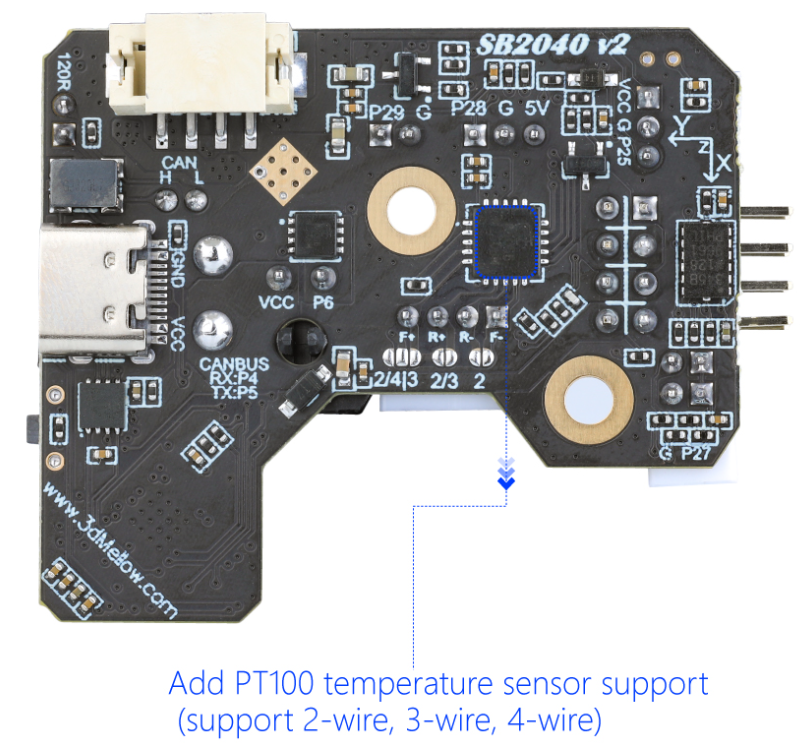 SB2040 v2
120R
P29 G P28 G 5V
VCC G P25
Y
Z
X
CAN
H L
GND
VCC
VCC P6
F+ R+ R- F-
2/4|3 2/3 2
CANBUS
RX:P4
TX:P5
G P27
www.3dMellow.com
Add PT100 temperature sensor support
(support 2-wire, 3-wire, 4-wire)